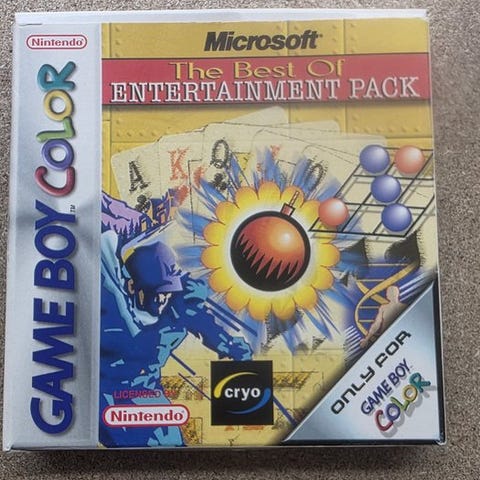 Nintendo
Microsoft
The Best Of
ENTERTAINMENT PACK
GAME BOY COLOR
TM
A
K
Q
LICENSED BY
Nintendo
cryo
ONLY FOR
GAME BOY
COLOR